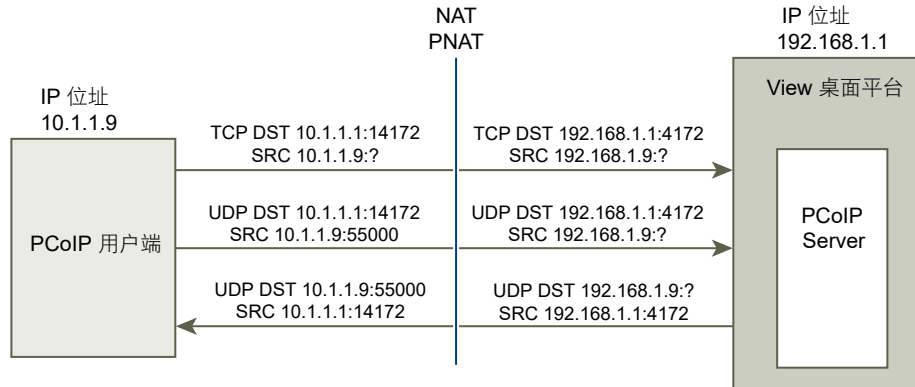 NAT
PNAT
IP 位址
192.168.1.1
View 桌面平台
IP 位址
10.1.1.9
TCP DST 10.1.1.1:14172
SRC 10.1.1.9:?
TCP DST 192.168.1.1:4172
SRC 192.168.1.9:?
PCoIP 用户端
UDP DST 10.1.1.1:14172
SRC 10.1.1.9:55000
UDP DST 192.168.1.1:4172
SRC 192.168.1.9:?
PCoIP
Server
UDP DST 10.1.1.9:55000
SRC 10.1.1.1:14172
UDP DST 192.168.1.9:?
SRC 192.168.1.1:4172